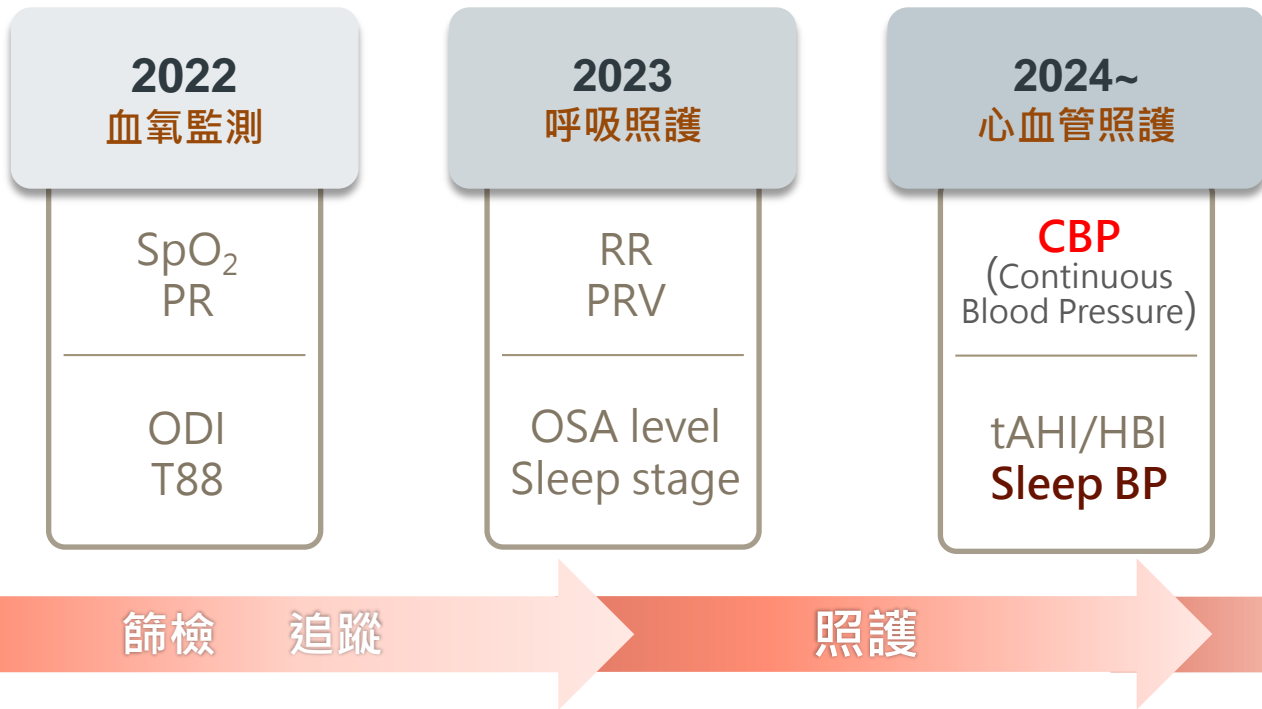 2022
血氧監測
SpO₂
PR
ODI
T88
2023
呼吸照護
RR
PRV
OSA level
Sleep stage
2024~
心血管照護
CBP
(Continuous
Blood Pressure)
tAHI/HBI
Sleep BP
篩檢 追蹤
照護